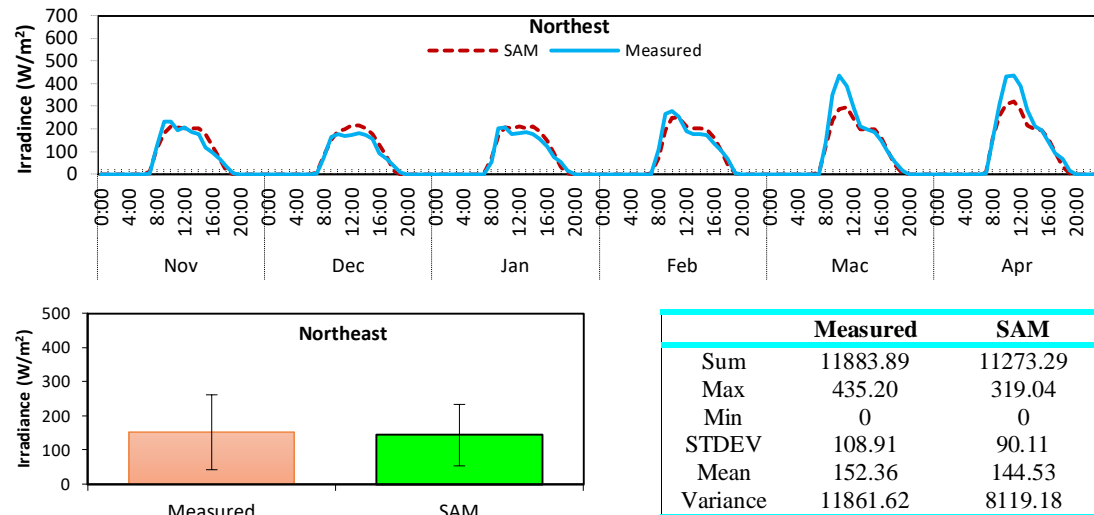 Northest
SAM Measured
Irradince (W/m²)
700
600
500
400
300
200
100
0
0:00 4:00 8:00 12:00 16:00 20:00 0:00 4:00 8:00 12:00 16:00 20:00 0:00 4:00 8:00 12:00 16:00 20:00 0:00 4:00 8:00 12:00 16:00 20:00 0:00 4:00 8:00 12:00 16:00 20:00 0:00 4:00 8:00 12:00 16:00 20:00
Nov Dec Jan Feb Mac Apr
Northeast
Irradiance (W/m²)
500
400
300
200
100
0
Measured SAM
Measured SAM
Sum 11883.89 11273.29
Max 435.20 319.04
Min 0 0
STDEV 108.91 90.11
Mean 152.36 144.53
Variance 11861.62 8119.18